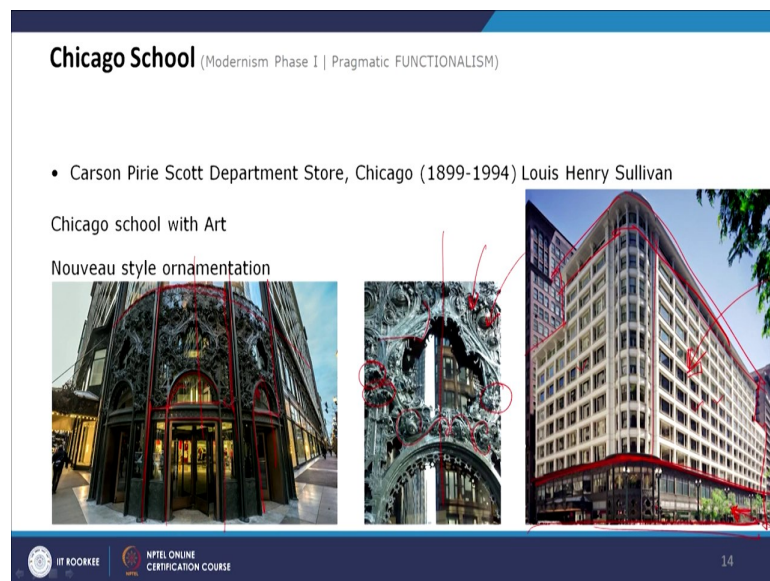 Chicago School (Modernism Phase I | Pragmatic FUNCTIONALISM)
• Carson Pirie Scott Department Store, Chicago (1899-1994) Louis Henry Sullivan
Chicago school with Art
Nouveau style ornamentation
IIT ROORKEE
NPTEL ONLINE
CERTIFICATION COURSE
14